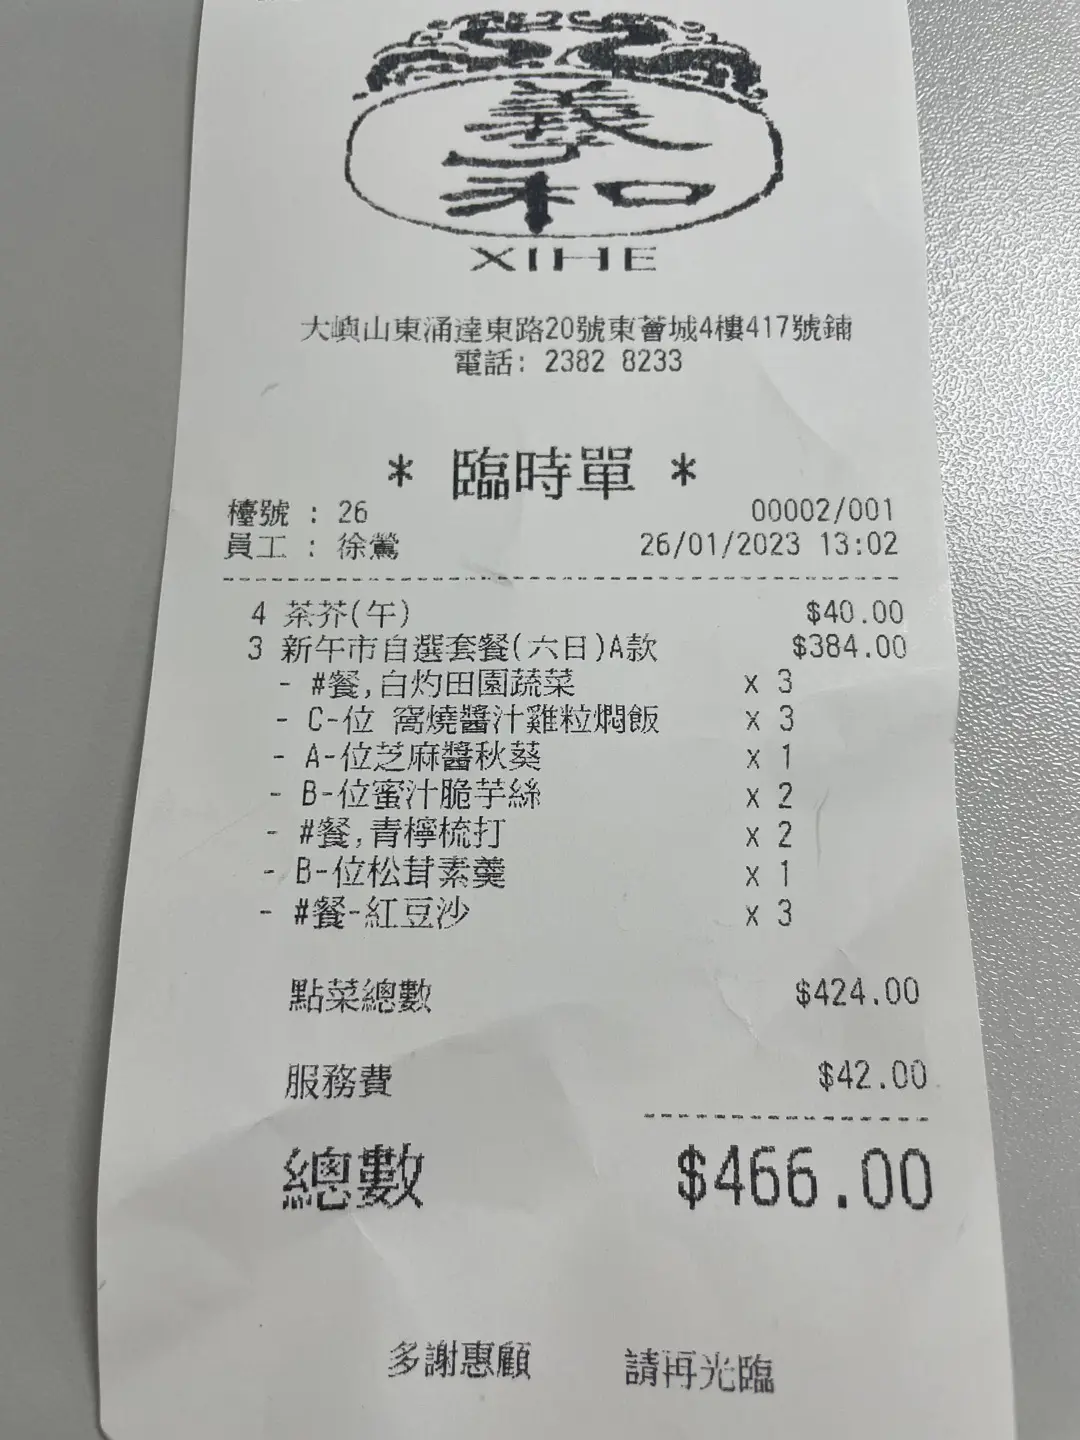 羲和
XIHE
大嶼山東涌達東路20號東薈城4樓417號鋪
電話: 2382 8233
* 臨時單 *
檯號 : 26 00002/001
員工 : 徐鶯 26/01/2023 13:02
4 茶芥(午) $40.00
3 新午市自選套餐(六日)A款 $384.00
- #餐,白灼田園蔬菜 x 3
- C-位 窩燒醬汁雞粒燜飯 x 3
- A-位芝麻醬秋葵 x 1
- B-位蜜汁脆芋絲 x 2
- #餐,青檸梳打 x 2
- B-位松茸素羹 x 1
- #餐-紅豆沙 x 3
點菜總數 $424.00
服務費 $42.00
總數 $466.00
多謝惠顧 請再光臨